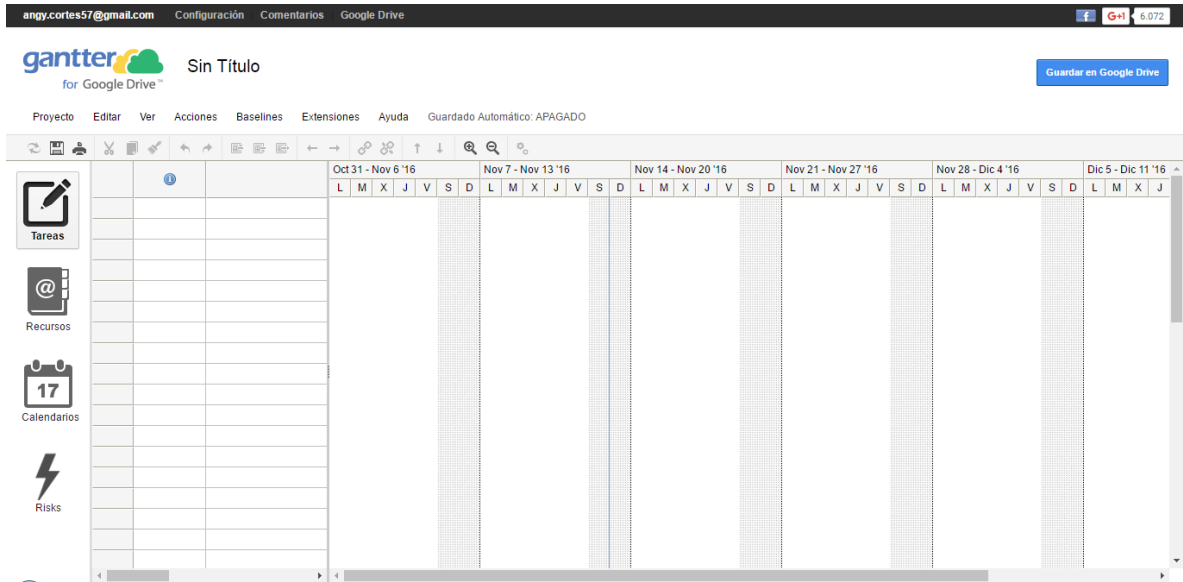 angy.cortes57@gmail.com Configuración Comentarios Google Drive f G+1 6.072
gantter Sin Título
for Google Drive™ Guardar en Google Drive
Proyecto Editar Ver Acciones Baselines Extensiones Ayuda Guardado Automático: APAGADO
Oct 31 - Nov 6 '16 Nov 7 - Nov 13 '16 Nov 14 - Nov 20 '16 Nov 21 - Nov 27 '16 Nov 28 - Dic 4 '16 Dic 5 - Dic 11 '16
L M X J V S D L M X J V S D L M X J V S D L M X J V S D L M X J V S D L M X J
Tareas
@
Recursos
17
Calendarios
Risks